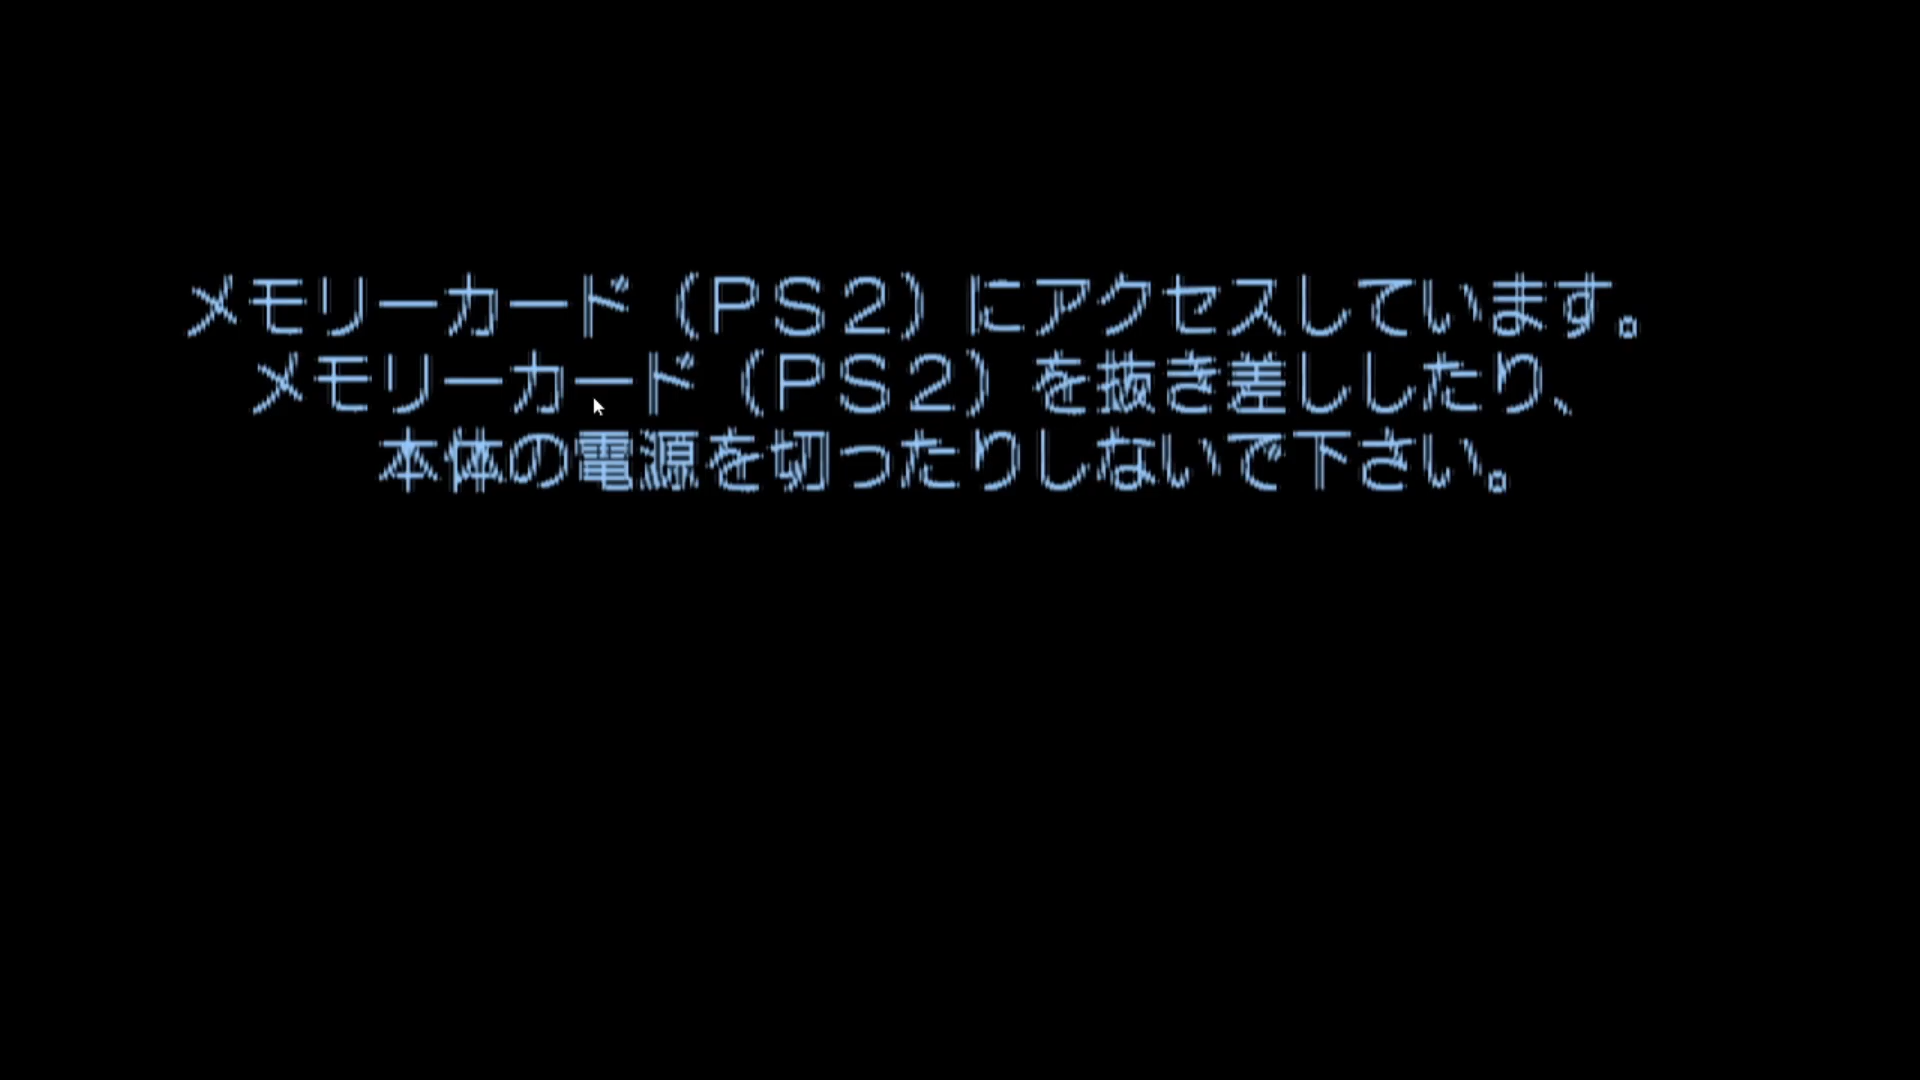 メモリーカード（ＰＳ２）にアクセスしています。
メモリーカード（ＰＳ２）を抜き差ししたり、
本体の電源を切ったりしないで下さい。